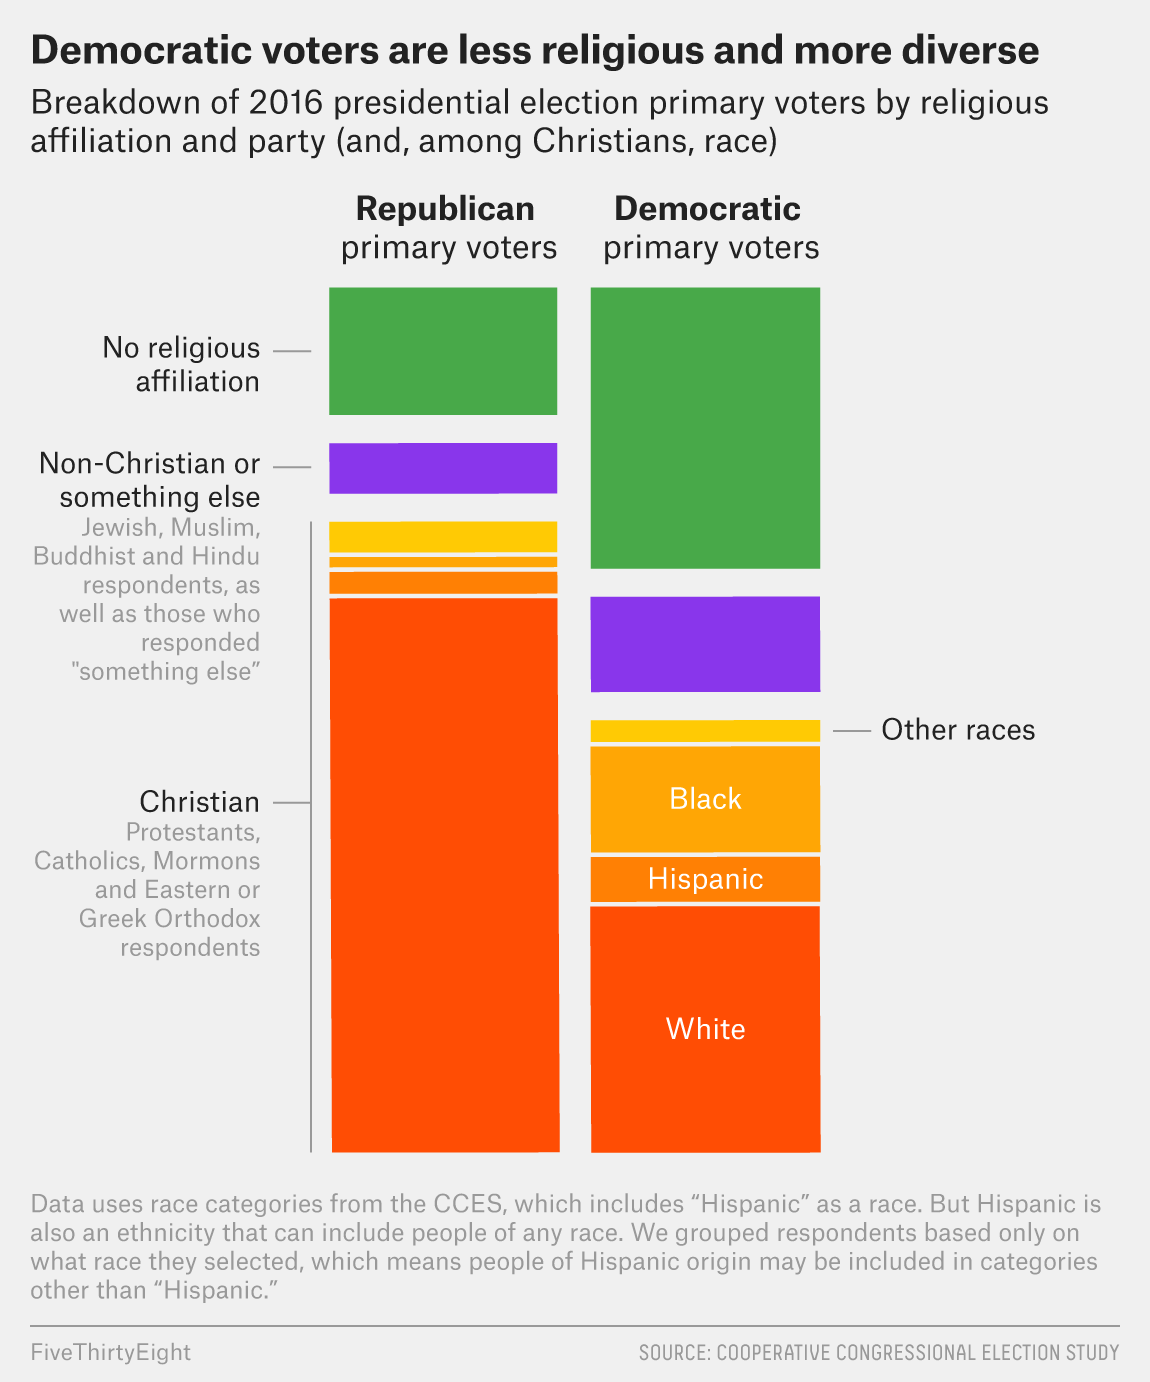 Democratic voters are less religious and more diverse
Breakdown of 2016 presidential election primary voters by religious
affiliation and party (and, among Christians, race)
Republican
primary voters
Democratic
primary voters
No religious
affiliation
Non-Christian or
something else
Jewish, Muslim,
Buddhist and Hindu
respondents, as
well as those who
responded
"something else”
Other races
Black
Hispanic
White
Christian
Protestants,
Catholics, Mormons
and Eastern or
Greek Orthodox
respondents
Data uses race categories from the CCES, which includes “Hispanic” as a race. But Hispanic is
also an ethnicity that can include people of any race. We grouped respondents based only on
what race they selected, which means people of Hispanic origin may be included in categories
other than “Hispanic.”
FiveThirtyEight
SOURCE: COOPERATIVE CONGRESSIONAL ELECTION STUDY